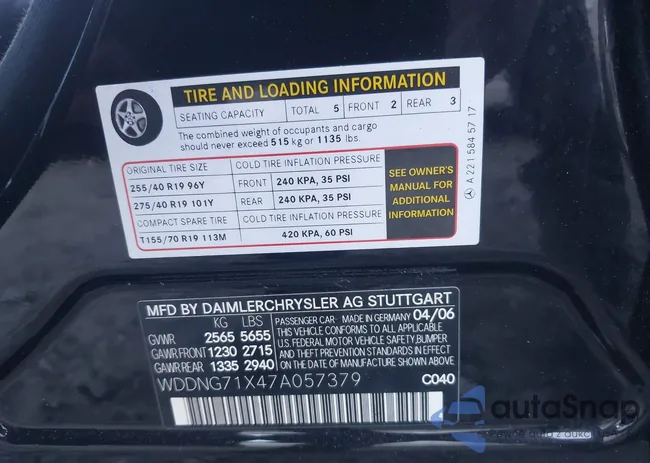 TIRE AND LOADING INFORMATION
SEATING CAPACITY TOTAL 5 FRONT 2 REAR 3
The combined weight of occupants and cargo
should never exceed 515 kg or 1135 lbs.
ORIGINAL TIRE SIZE COLD TIRE INFLATION PRESSURE
255/40 R19 96Y FRONT 240 KPA, 35 PSI
275/40 R19 101Y REAR 240 KPA, 35 PSI
COMPACT SPARE TIRE COLD TIRE INFLATION PRESSURE
T155/70 R19 113M 420 KPA, 60 PSI
SEE OWNER'S
MANUAL FOR
ADDITIONAL
INFORMATION
A 221 584 57 17
MFD. BY DAIMLERCHRYSLER AG STUTTGART
KG LBS PASSENGER CAR - MADE IN GERMANY 04/06
GVWR 2565 5655 THIS VEHICLE CONFORMS TO ALL APPLICABLE
GAWR.FRONT 1230 2715 U.S. FEDERAL MOTOR VEHICLE SAFETY,BUMPER
GAWR.REAR 1335 2940 AND THEFT PREVENTION STANDARDS IN EFFECT
ON THE DATE OF MANUFACTURE SHOWN ABOVE.
WDDNG71X47A057379 C040
autoSnap